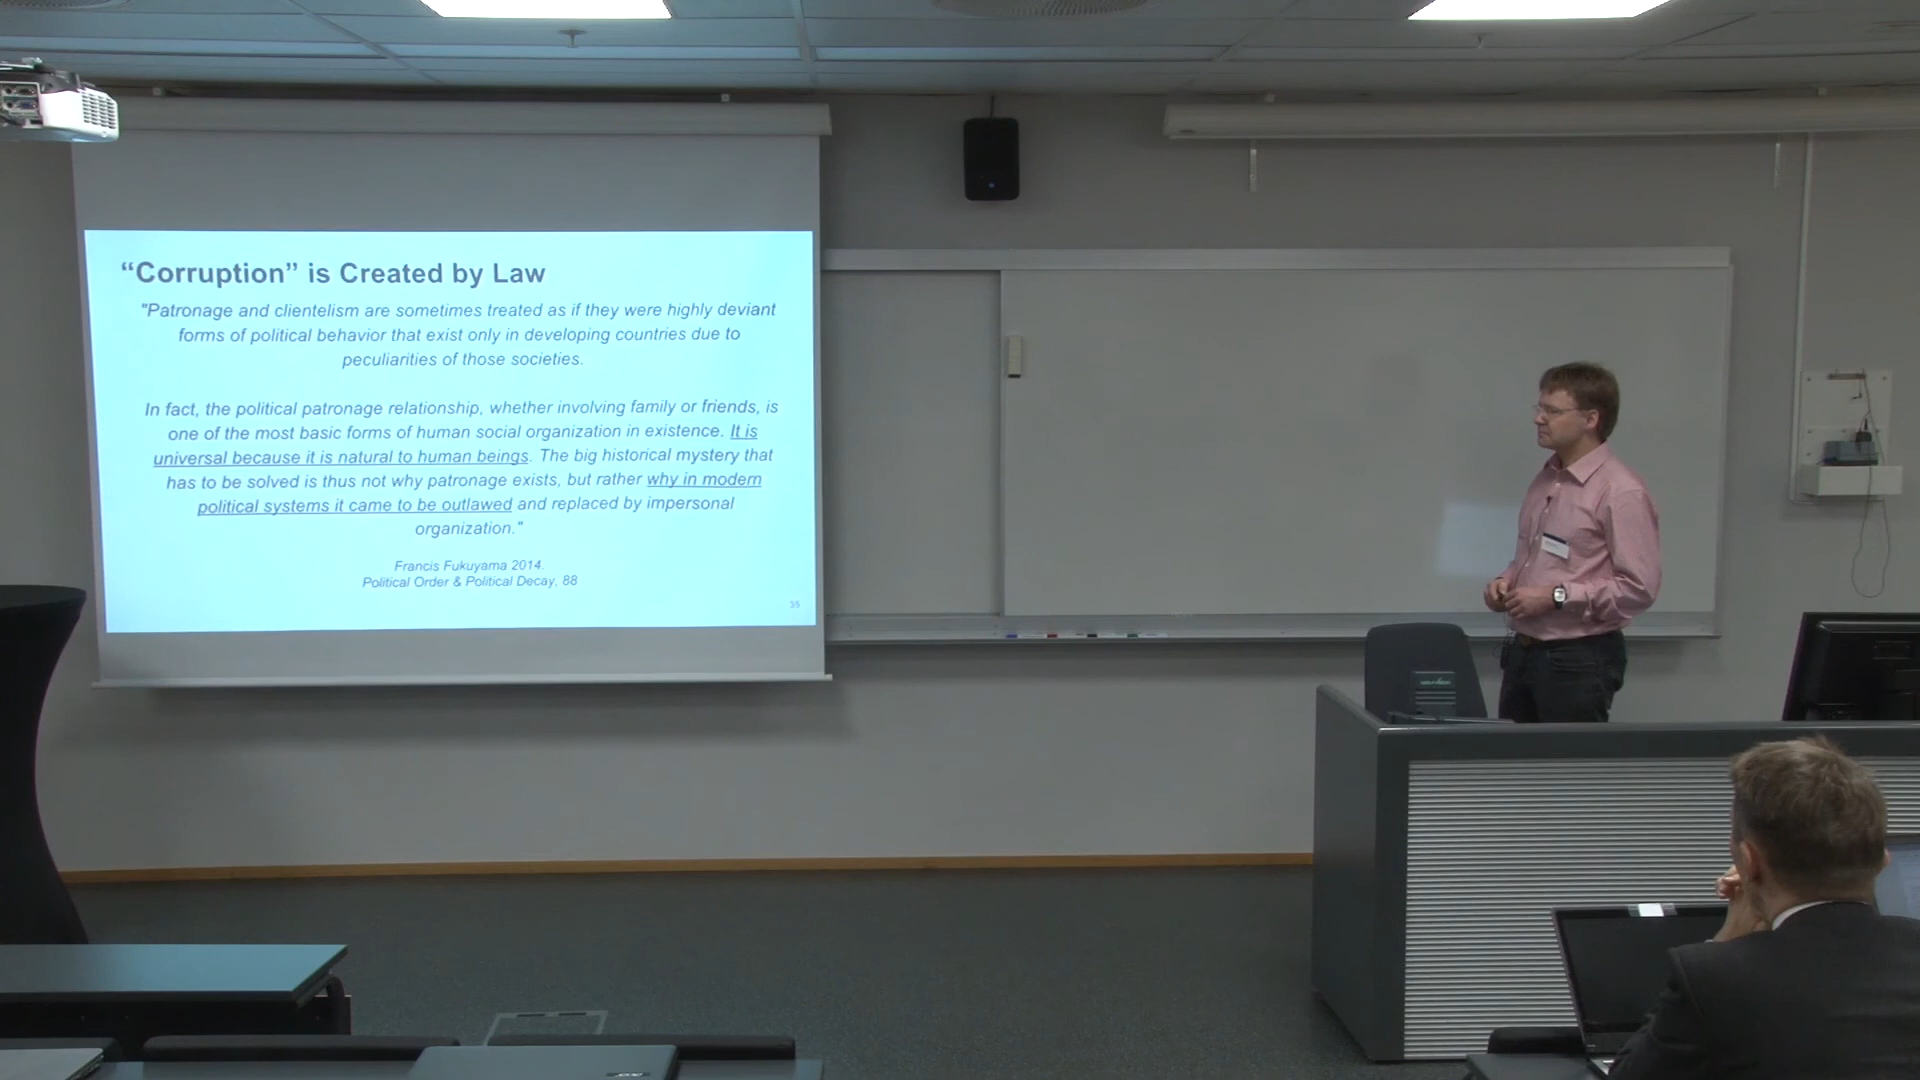 “Corruption” is Created by Law
"Patronage and clientelism are sometimes treated as if they were highly deviant
forms of political behavior that exist only in developing countries due to
peculiarities of those societies.
In fact, the political patronage relationship, whether involving family or friends, is
one of the most basic forms of human social organization in existence. It is
universal because it is natural to human beings. The big historical mystery that
has to be solved is thus not why patronage exists, but rather why in modern
political systems it came to be outlawed and replaced by impersonal
organization."
Francis Fukuyama 2014.
Political Order & Political Decay, 88
35